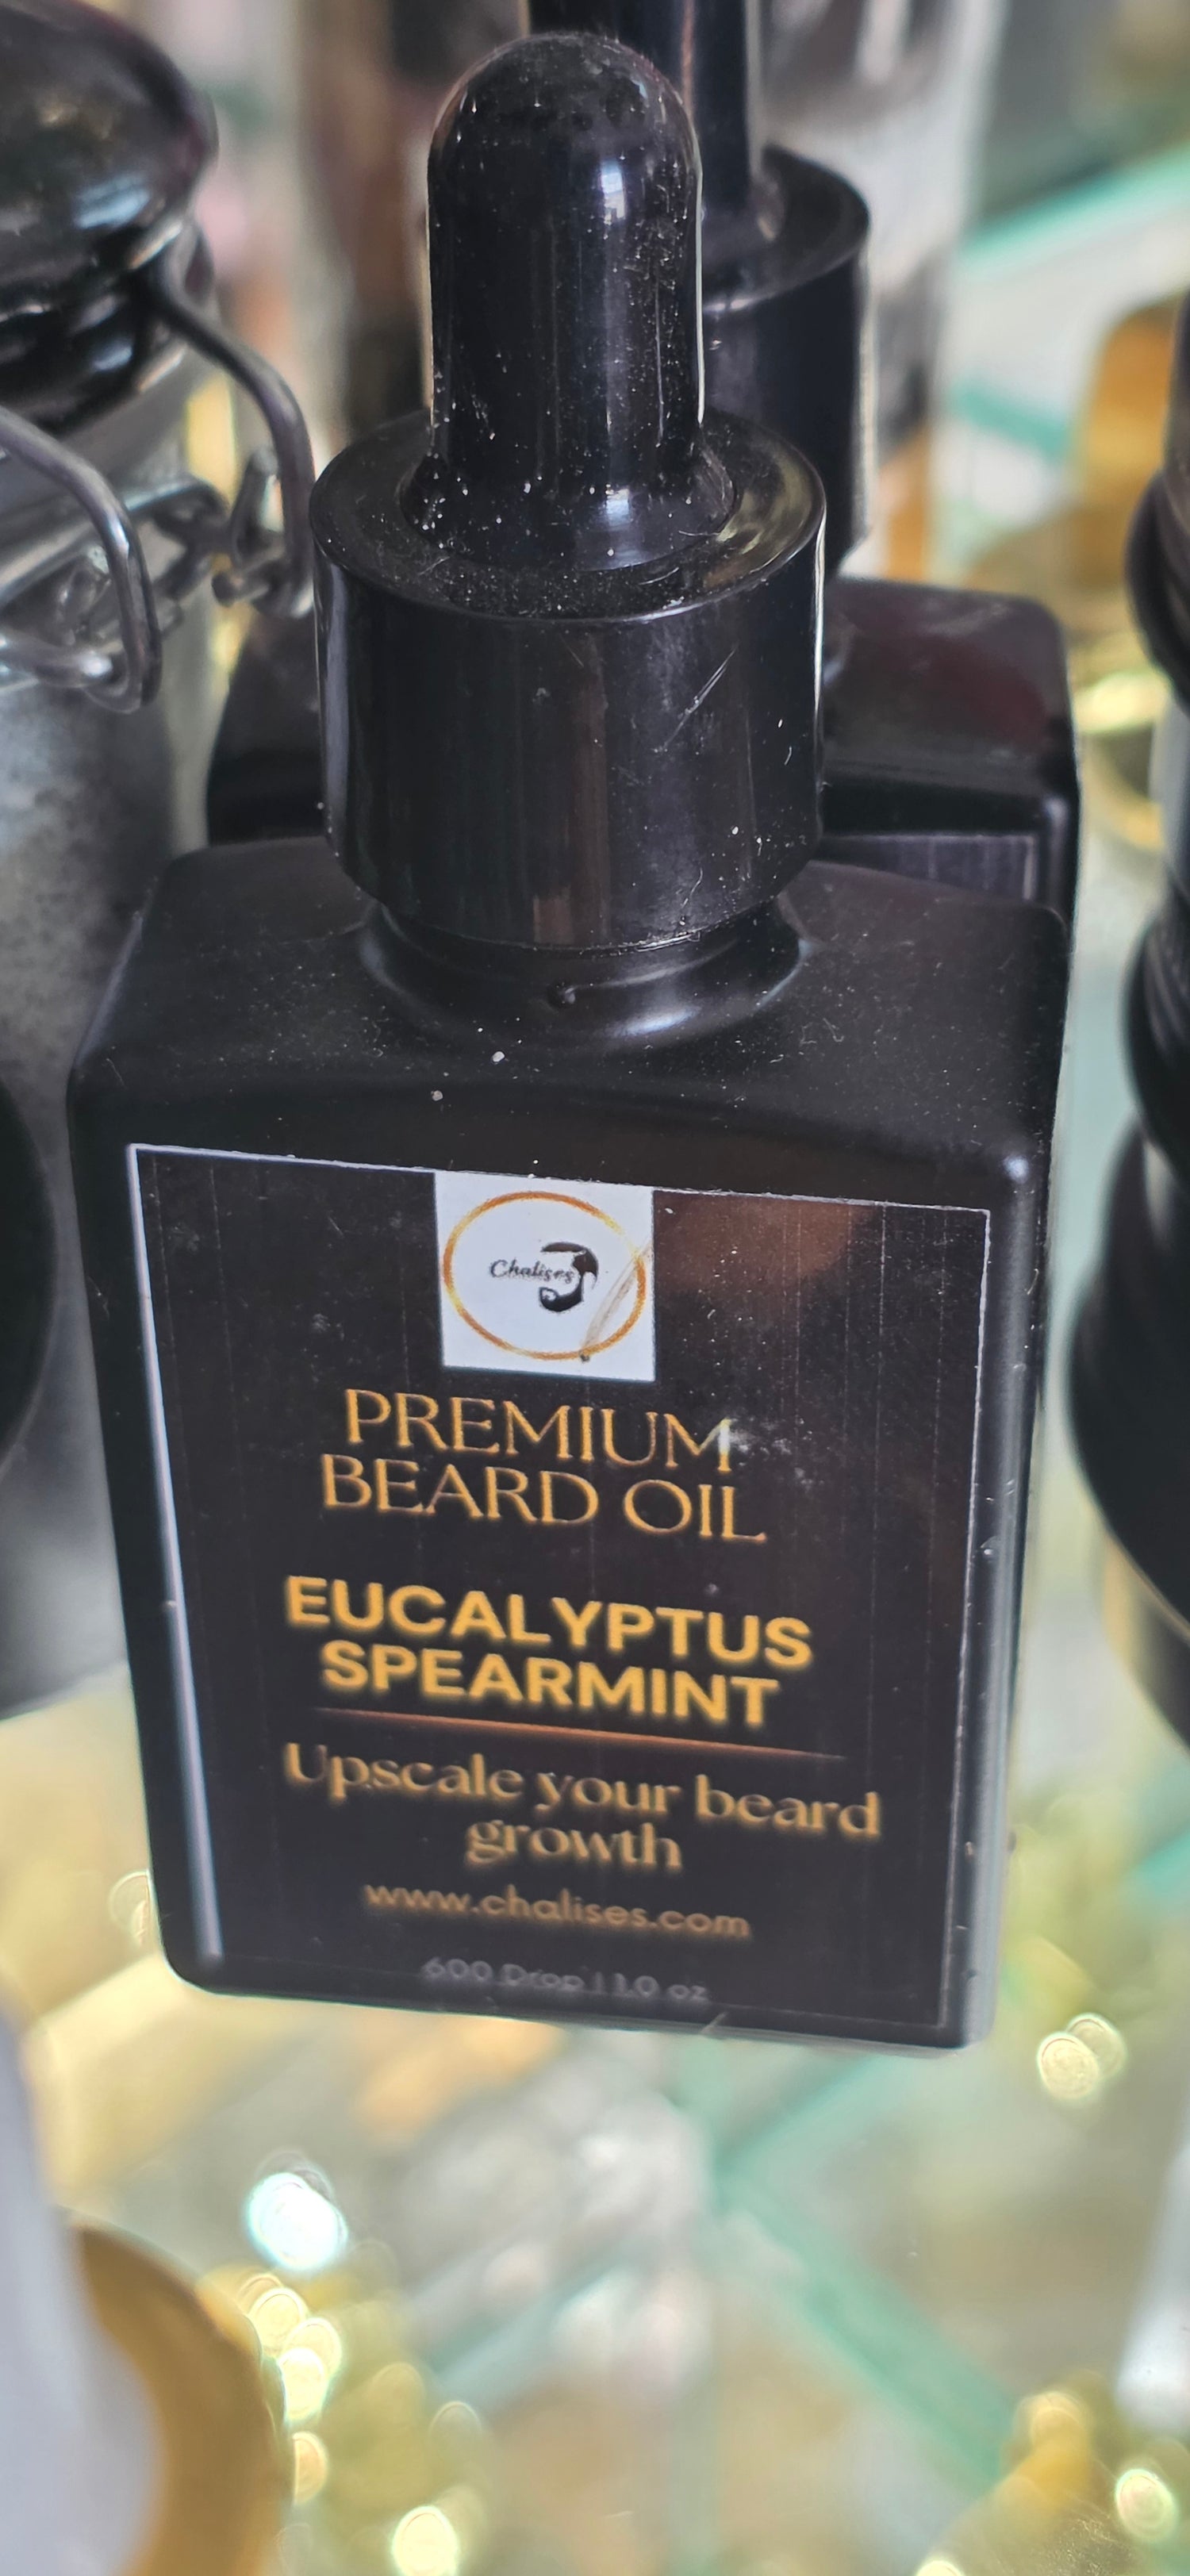 Chalises
PREMIUM
BEARD OIL
EUCALYPTUS
SPEARMINT
Upscale your beard
growth
www.chalises.com
600 Drop | 1.0 oz